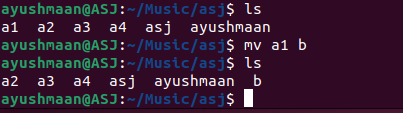 ayushmaan@ASJ:~/Music/asj$ ls
a1  a2  a3  a4  asj  ayushmaan
ayushmaan@ASJ:~/Music/asj$ mv a1 b
ayushmaan@ASJ:~/Music/asj$ ls
a2  a3  a4  asj  ayushmaan  b
ayushmaan@ASJ:~/Music/asj$